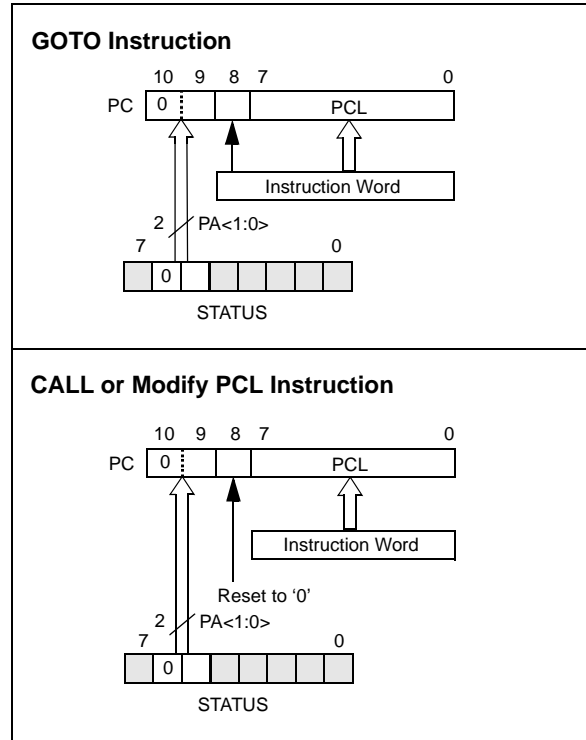 GOTO Instruction
10 9 8 7 0
PC 0 PCL
Instruction Word
2 PA<1:0>
7 0
0
STATUS
CALL or Modify PCL Instruction
10 9 8 7 0
PC 0 PCL
Instruction Word
Reset to ‘0’
2 PA<1:0>
7 0
0
STATUS